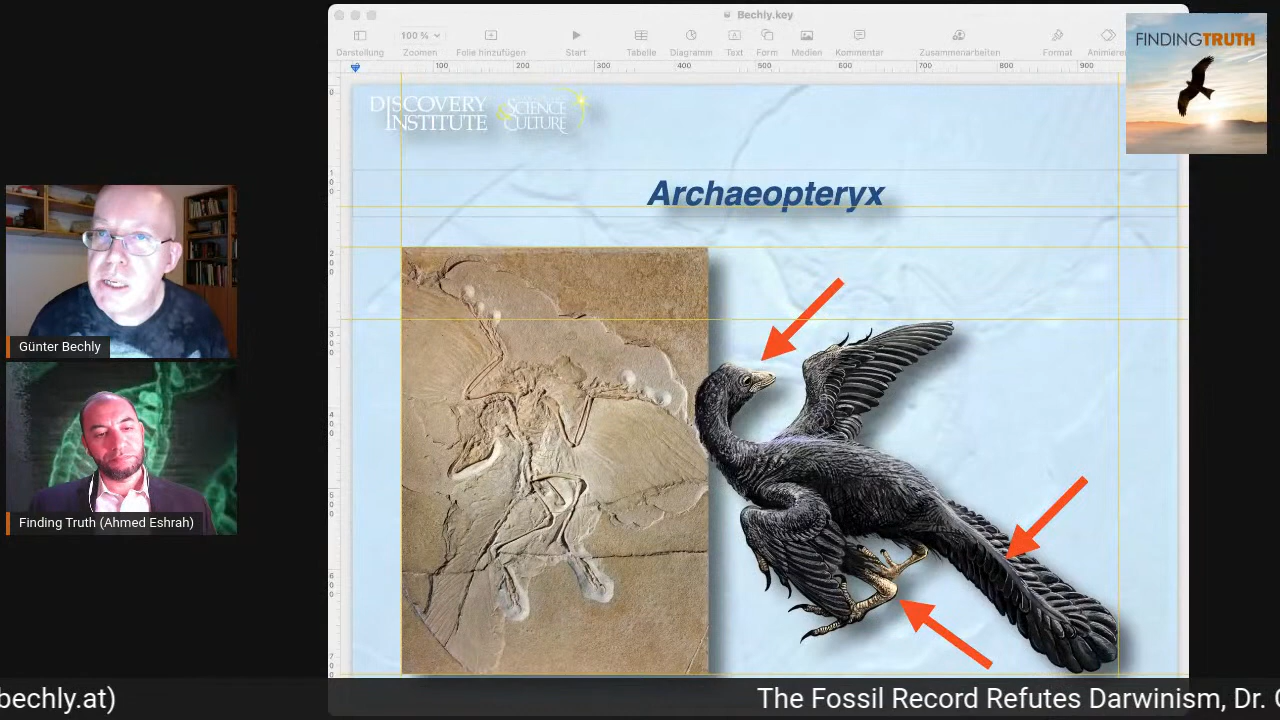 Bechly.key
100 %
Darstellung
Zoomen
Folie hinzufügen
Start
Tabelle
Diagramm
Text
Form
Medien
Kommentar
Zusammenarbeiten
Format
Animieren
100 200 300 400 500 600 700 800 900
FINDINGTRUTH
DISCOVERY
INSTITUTE
SCIENCE
CULTURE
Archaeopteryx
Günter Bechly
Finding Truth (Ahmed Eshrah)
bechly.at)
The Fossil Record Refutes Darwinism, Dr.